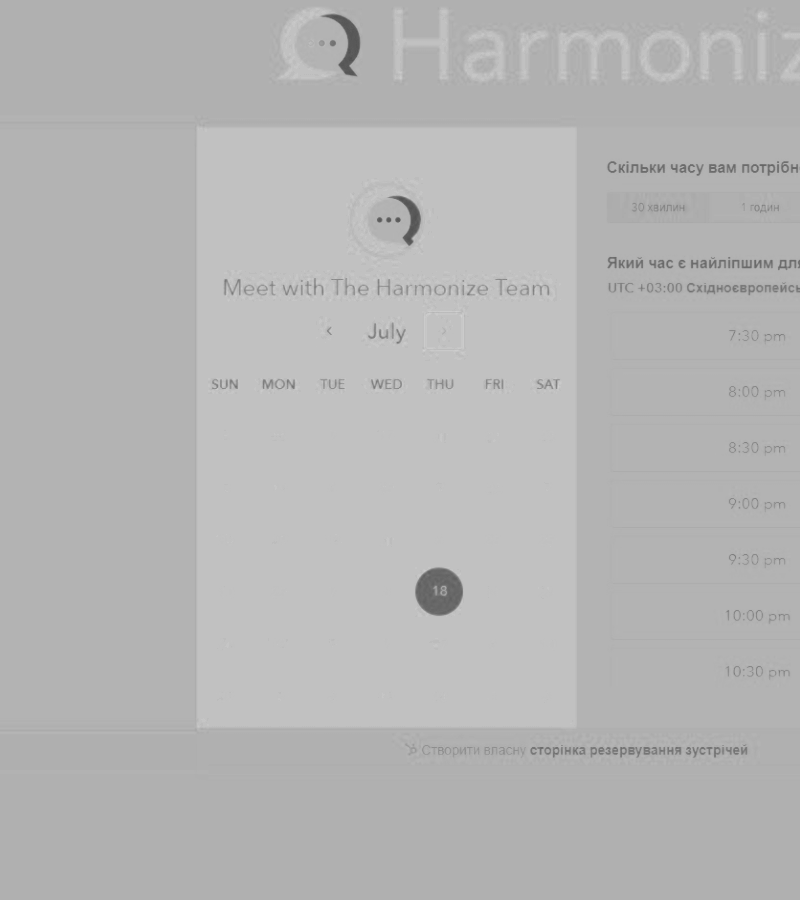 Harmoniz
Meet with The Harmonize Team
July
SUN MON TUE WED THU FRI SAT
18
Скільки часу вам потрібн
30 хвилин 1 годин
Який час є найліпшим для
UTC +03:00 Східноєвропейсь
7:30 pm
8:00 pm
8:30 pm
9:00 pm
9:30 pm
10:00 pm
10:30 pm
Створити власну сторінка резервування зустрічей